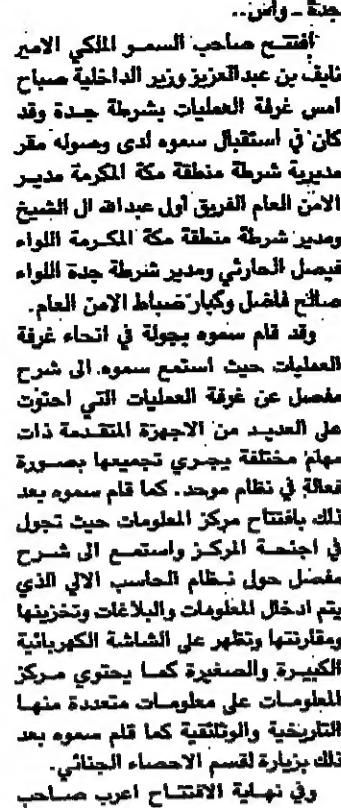 جدة ـ واس..
افتتح صاحب السمو الملكي الامير
نايف بن عبدالعزيز وزير الداخلية صباح
امس غرفة العمليات بشرطة جدة وقد
كان في استقبال سموه لدى وصوله مقر
مديرية شرطة منطقة مكة المكرمة مدير
الامن العام الفريق اول عبدالله ال الشيخ
ومدير شرطة منطقة مكة المكرمة اللواء
فيصل الحارثي ومدير شرطة جدة اللواء
صالح فاضل وكبار ضباط الامن العام.
وقد قام سموه بجولة في انحاء غرفة
العمليات حيث استمع سموه الى شرح
مفصل عن غرفة العمليات التي احتوت
على العديد من الاجهزة المتقدمة ذات
مهام مختلفة يجري تجميعها بصورة
فعالة في نظام موحد. كما قام سموه بعد
ذلك بافتتاح مركز المعلومات حيث تجول
في اجنحة المركز واستمع الى شرح
مفصل حول نظام الحاسب الالي الذي
يتم ادخال المعلومات والبلاغات وتخزينها
ومقارنتها وتظهر على الشاشة الكهربائية
الكبيرة والصغيرة كما يحتوي مركز
المعلومات على معلومات متعددة منها
التاريخية والوثائقية كما قام سموه بعد
ذلك بزيارة لقسم الاحصاء الجنائي.
وفي نهاية الافتتاح اعرب صاحب